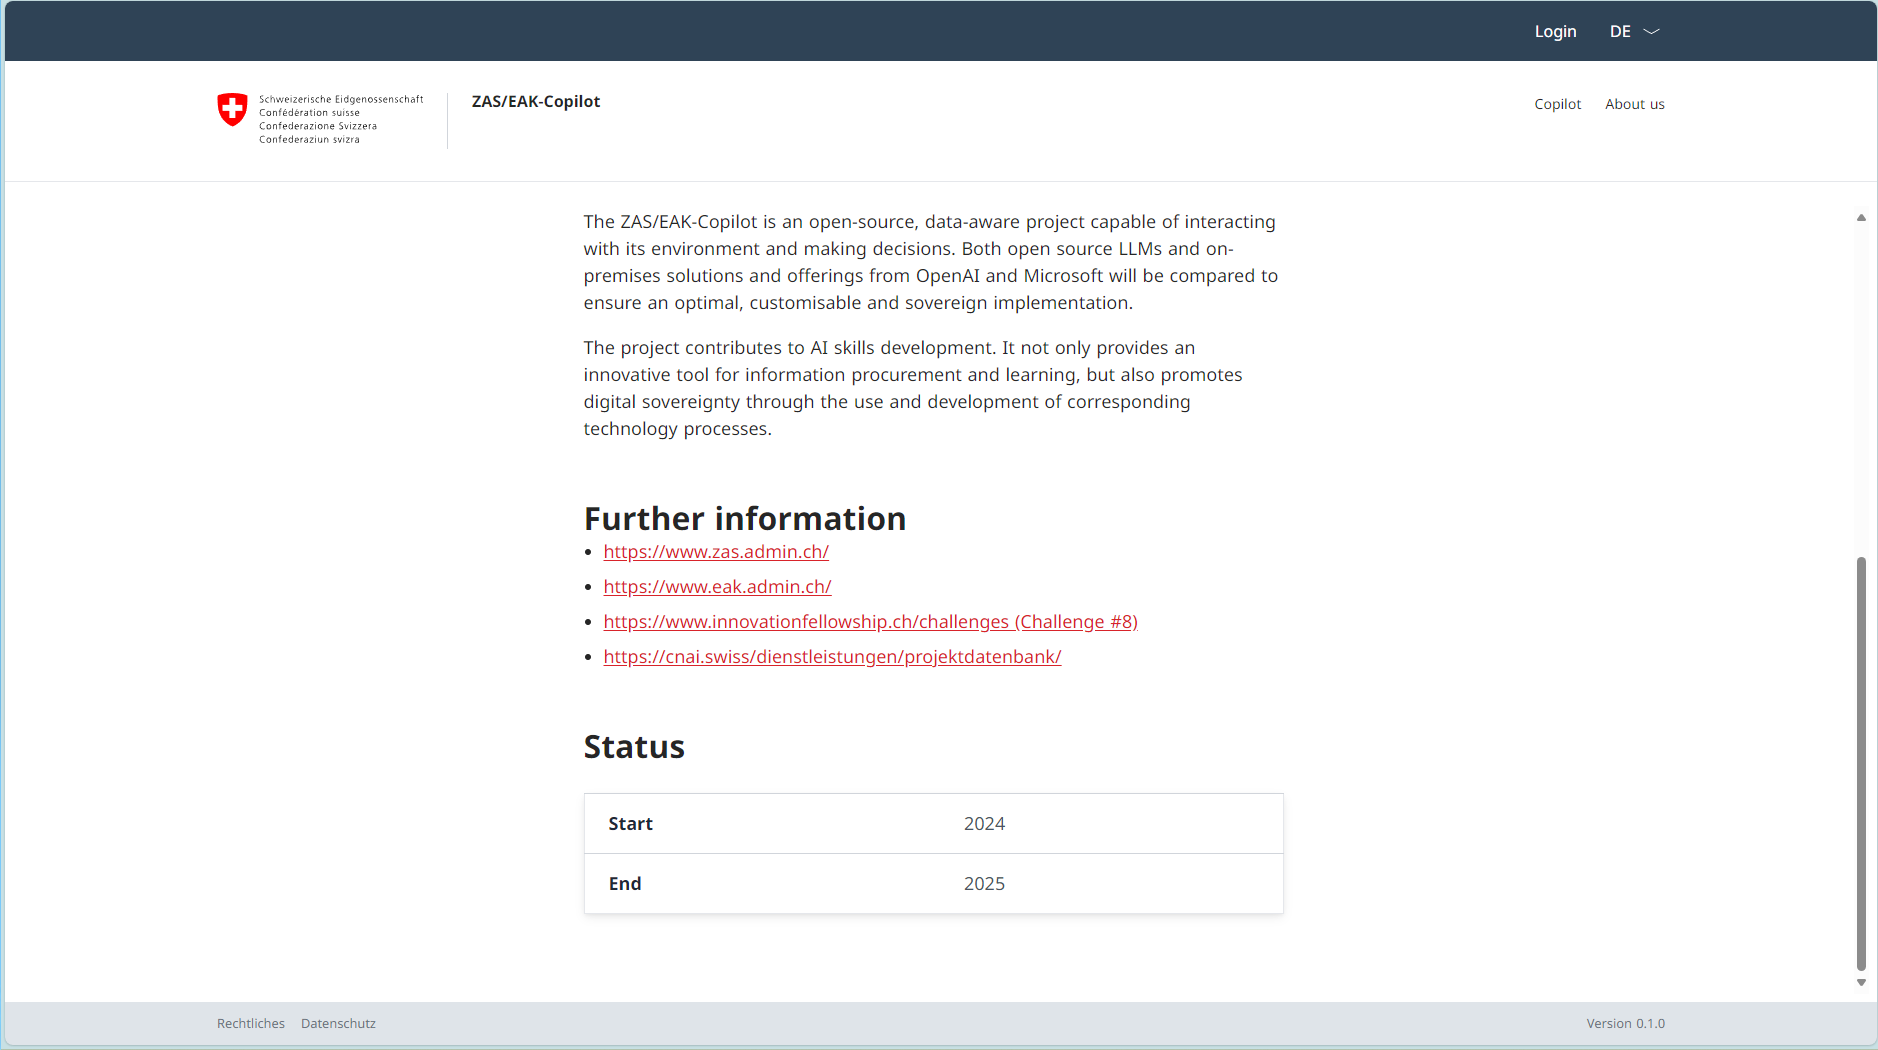 Login DE
Schweizerische Eidgenossenschaft
Confédération suisse
Confederazione Svizzera
Confederaziun svizra
ZAS/EAK-Copilot
Copilot About us
The ZAS/EAK-Copilot is an open-source, data-aware project capable of interacting
with its environment and making decisions. Both open source LLMs and on-
premises solutions and offerings from OpenAI and Microsoft will be compared to
ensure an optimal, customisable and sovereign implementation.
The project contributes to AI skills development. It not only provides an
innovative tool for information procurement and learning, but also promotes
digital sovereignty through the use and development of corresponding
technology processes.
Further information
https://www.zas.admin.ch/
https://www.eak.admin.ch/
https://www.innovationfellowship.ch/challenges (Challenge #8)
https://cnai.swiss/dienstleistungen/projektdatenbank/
Status
Start 2024
End 2025
Rechtliches Datenschutz Version 0.1.0